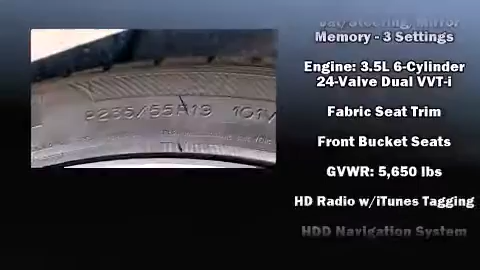 Memory - 3 Settings
Engine: 3.5L 6-Cylinder
24-Valve Dual VVT-i
Fabric Seat Trim
Front Bucket Seats
GVWR: 5,650 lbs
HD Radio w/iTunes Tagging
HDD Navigation System
P235/55R19 101V